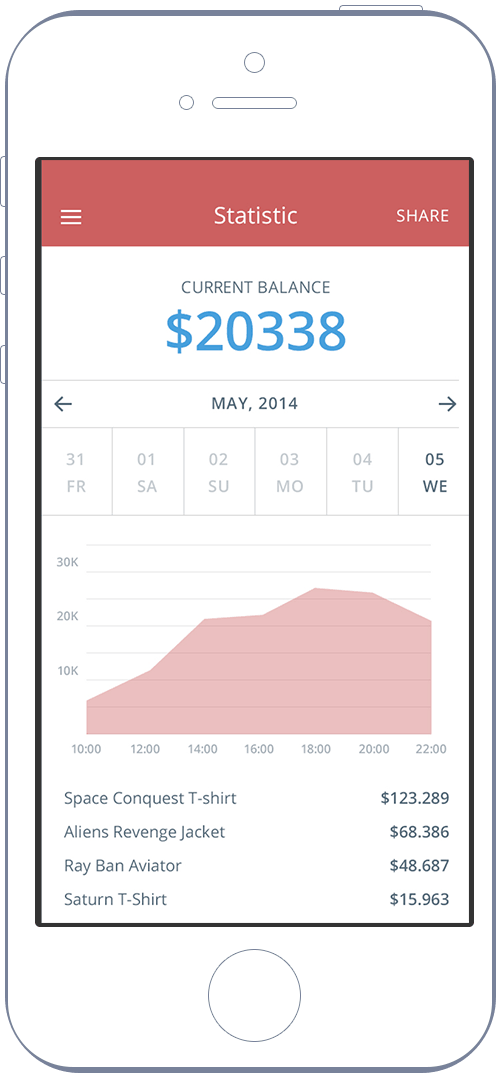 Statistic SHARE
CURRENT BALANCE
$20338
MAY, 2014
31 01 02 03 04 05
FR SA SU MO TU WE
30K
20K
10K
10:00 12:00 14:00 16:00 18:00 20:00 22:00
Space Conquest T-shirt $123.289
Aliens Revenge Jacket $68.386
Ray Ban Aviator $48.687
Saturn T-Shirt $15.963